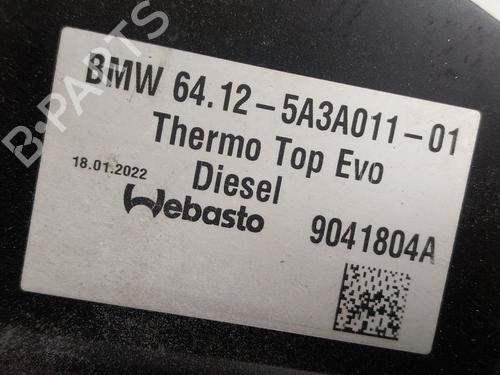 B-PARTS
BMW 64.12-5A3A011-01
Thermo Top Evo
18.01.2022 Diesel
Webasto 9041804A